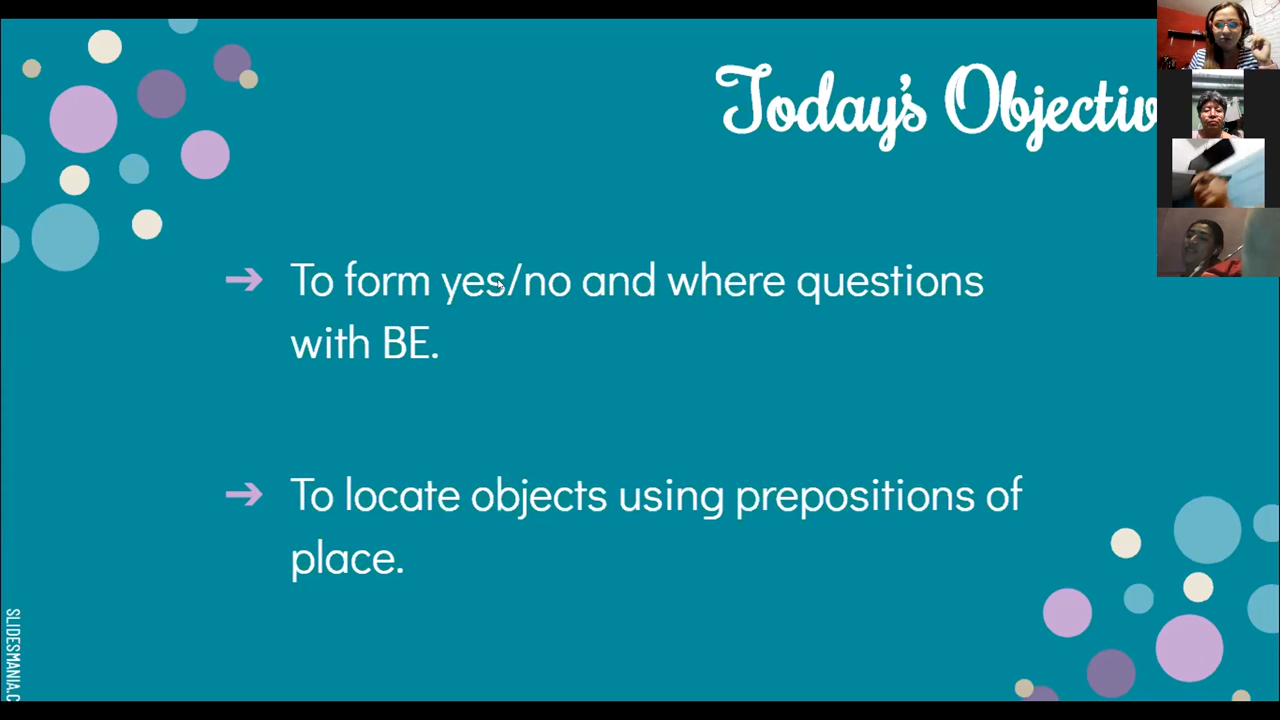 Today's Objectiv
➔ To form yes/no and where questions
with BE.
➔ To locate objects using prepositions of
place.
SLIDESMANIA.C